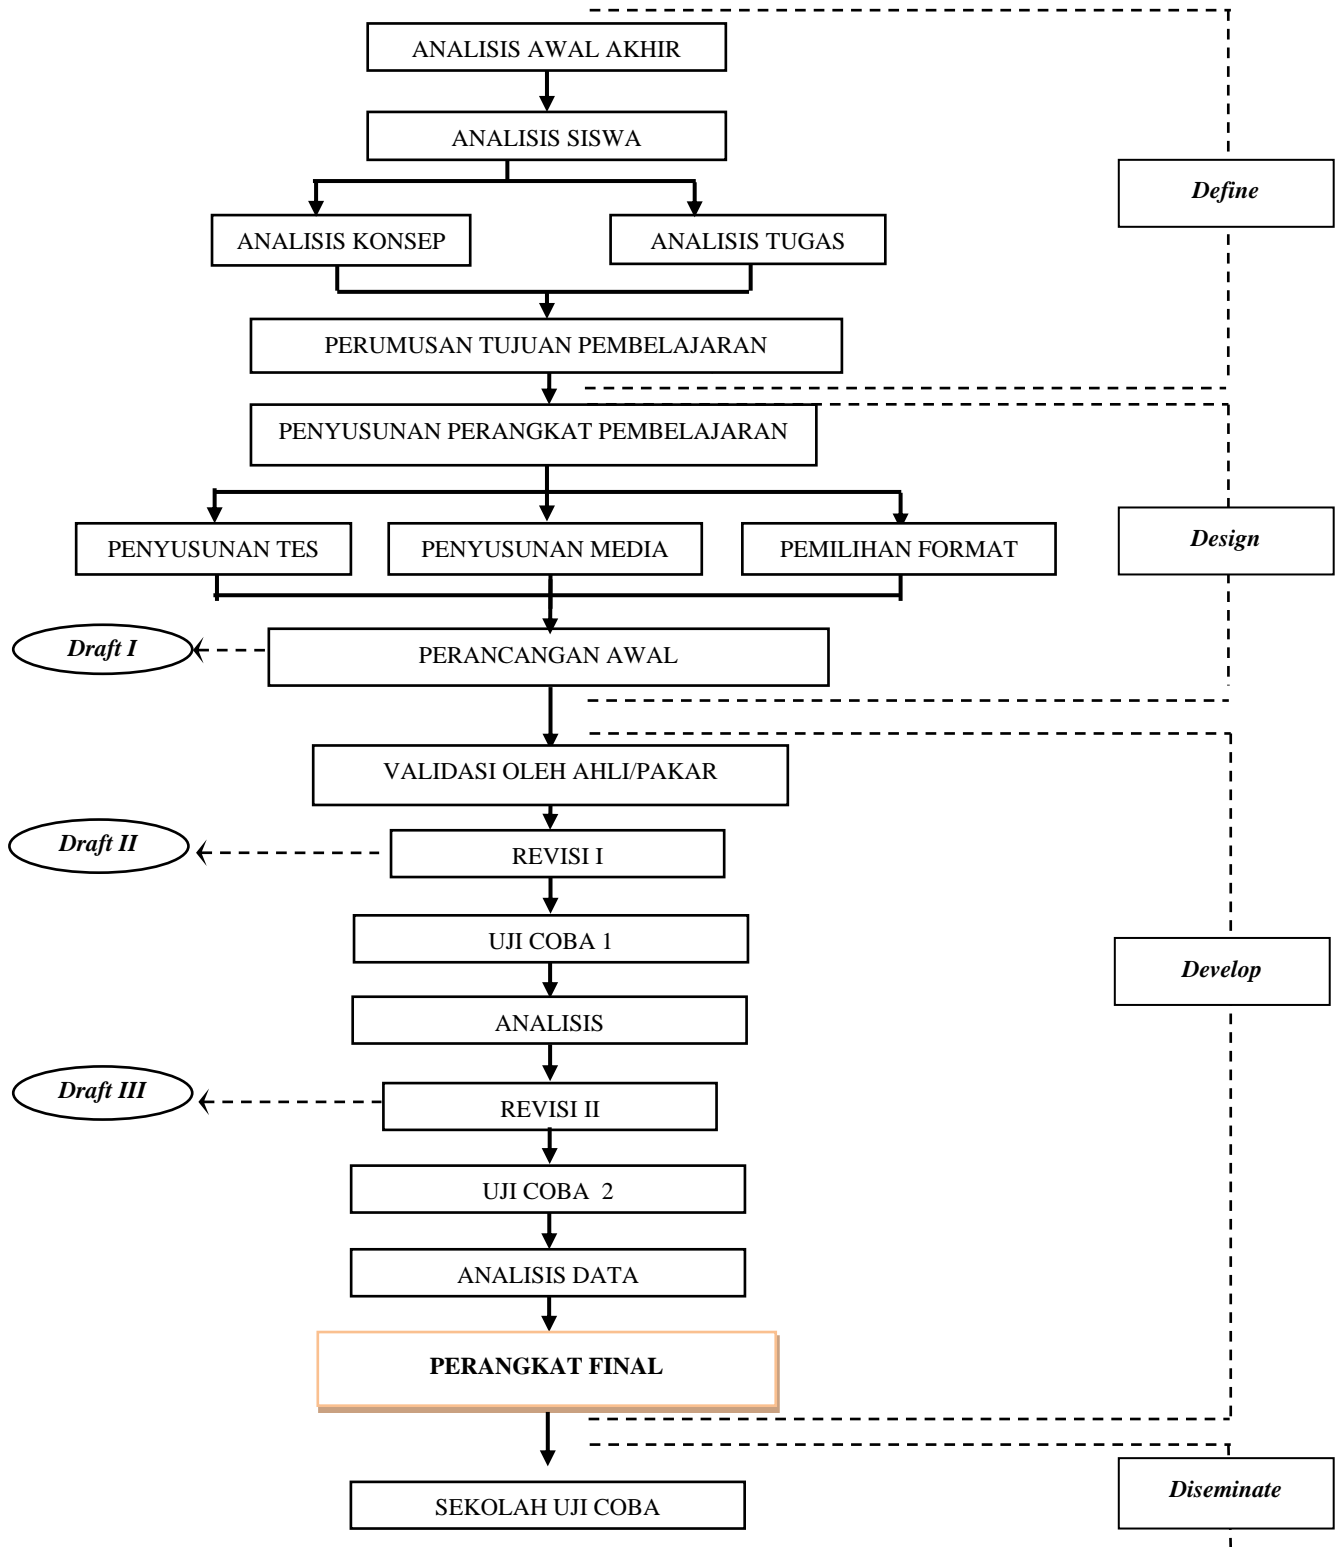 ANALISIS AWAL AKHIR
ANALISIS SISWA
Define
ANALISIS KONSEP
ANALISIS TUGAS
PERUMUSAN TUJUAN PEMBELAJARAN
PENYUSUNAN PERANGKAT PEMBELAJARAN
PENYUSUNAN TES
PENYUSUNAN MEDIA
PEMILIHAN FORMAT
Design
Draft I
PERANCANGAN AWAL
VALIDASI OLEH AHLI/PAKAR
Draft II
REVISI I
UJI COBA 1
Develop
ANALISIS
Draft III
REVISI II
UJI COBA 2
ANALISIS DATA
PERANGKAT FINAL
Diseminate
SEKOLAH UJI COBA